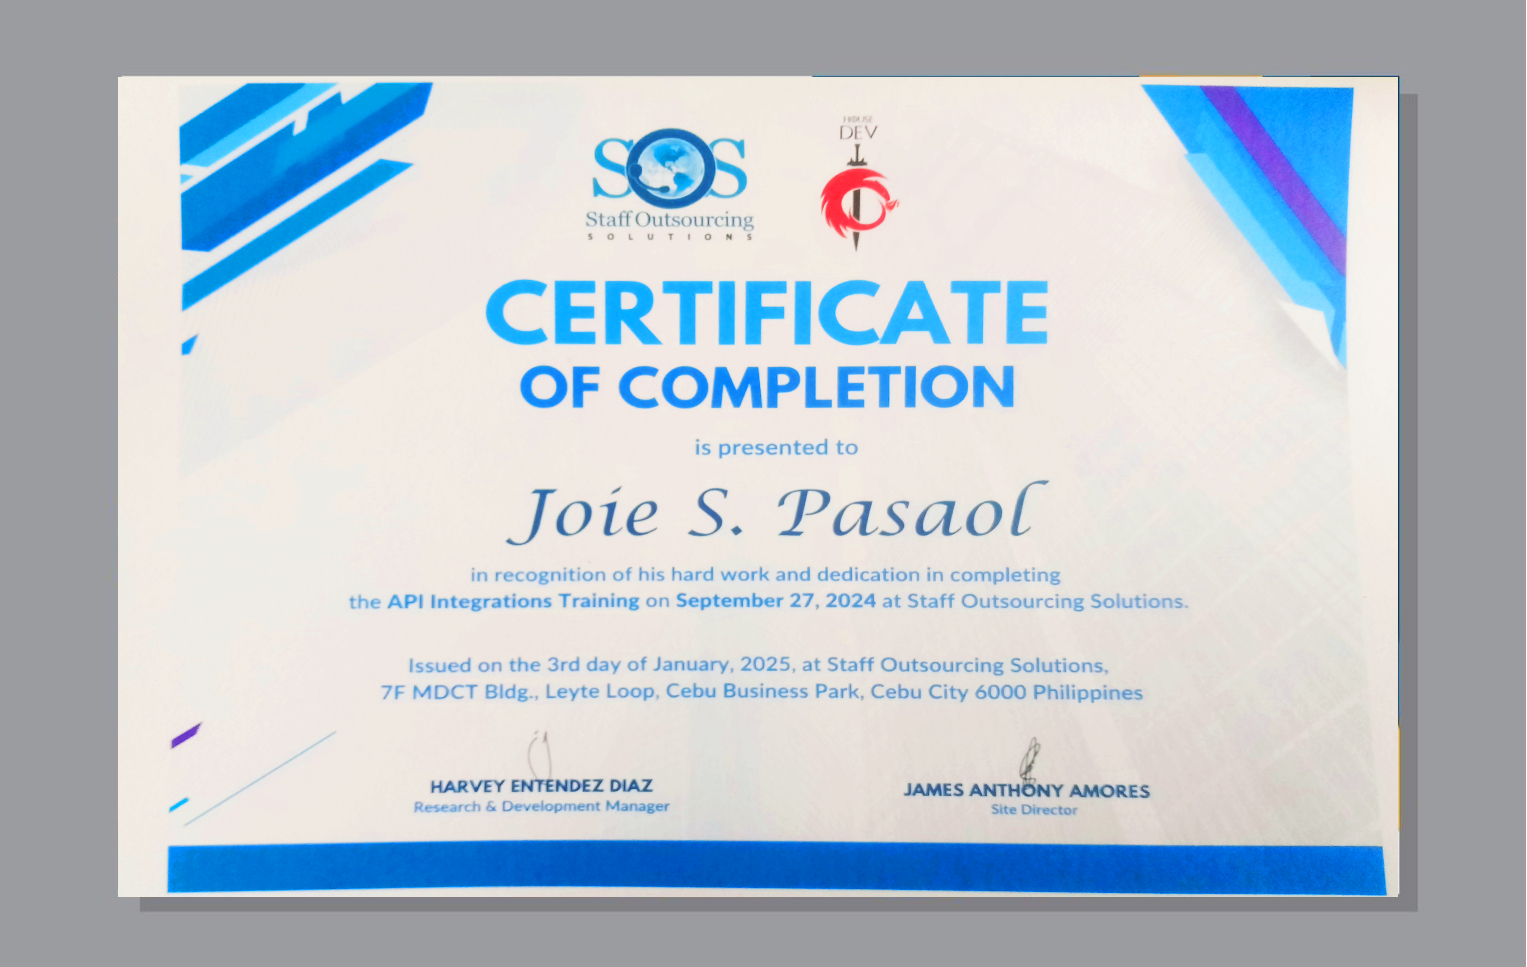 SOS
Staff Outsourcing
SOLUTIONS
HOUSE
DEV
CERTIFICATE
OF COMPLETION
is presented to
Joie S. Pasaol
in recognition of his hard work and dedication in completing
the API Integrations Training on September 27, 2024 at Staff Outsourcing Solutions.
Issued on the 3rd day of January, 2025, at Staff Outsourcing Solutions,
7F MDCT Bldg., Leyte Loop, Cebu Business Park, Cebu City 6000 Philippines
HARVEY ENTENDEZ DIAZ
Research & Development Manager
JAMES ANTHONY AMORES
Site Director